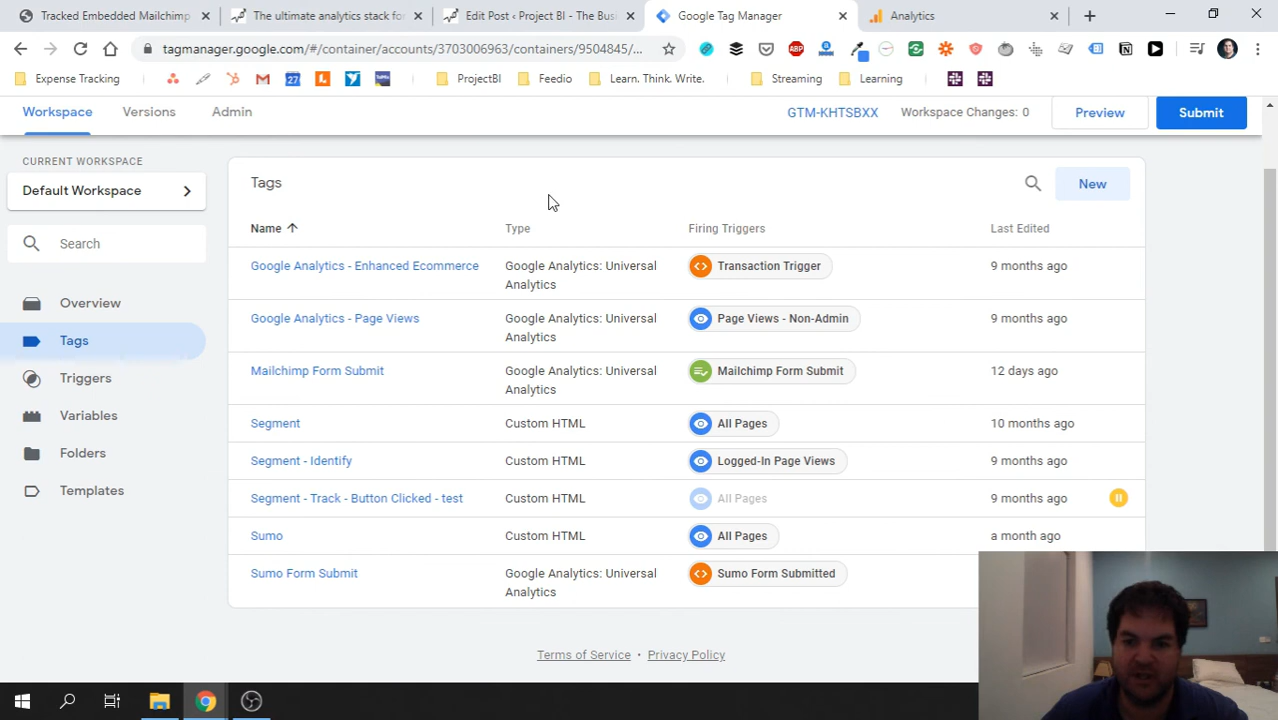 Tracked Embedded Mailchimp
The ultimate analytics stack for
Edit Post ‹ Project BI - The Busi
Google Tag Manager
Analytics
tagmanager.google.com/#/container/accounts/3703006963/containers/9504845/...
Expense Tracking
27
ProjectBI
Feedio
Learn. Think. Write.
Streaming
Learning
Workspace
Versions
Admin
GTM-KHTSBXX
Workspace Changes: 0
Preview
Submit
CURRENT WORKSPACE
Default Workspace
Search
Overview
Tags
Triggers
Variables
Folders
Templates
Tags
New
Name
Type
Firing Triggers
Last Edited
Google Analytics - Enhanced Ecommerce
Google Analytics: Universal
Analytics
Transaction Trigger
9 months ago
Google Analytics - Page Views
Google Analytics: Universal
Analytics
Page Views - Non-Admin
9 months ago
Mailchimp Form Submit
Google Analytics: Universal
Analytics
Mailchimp Form Submit
12 days ago
Segment
Custom HTML
All Pages
10 months ago
Segment - Identify
Custom HTML
Logged-In Page Views
9 months ago
Segment - Track - Button Clicked - test
Custom HTML
All Pages
9 months ago
Sumo
Custom HTML
All Pages
a month ago
Sumo Form Submit
Google Analytics: Universal
Analytics
Sumo Form Submitted
Terms of Service • Privacy Policy